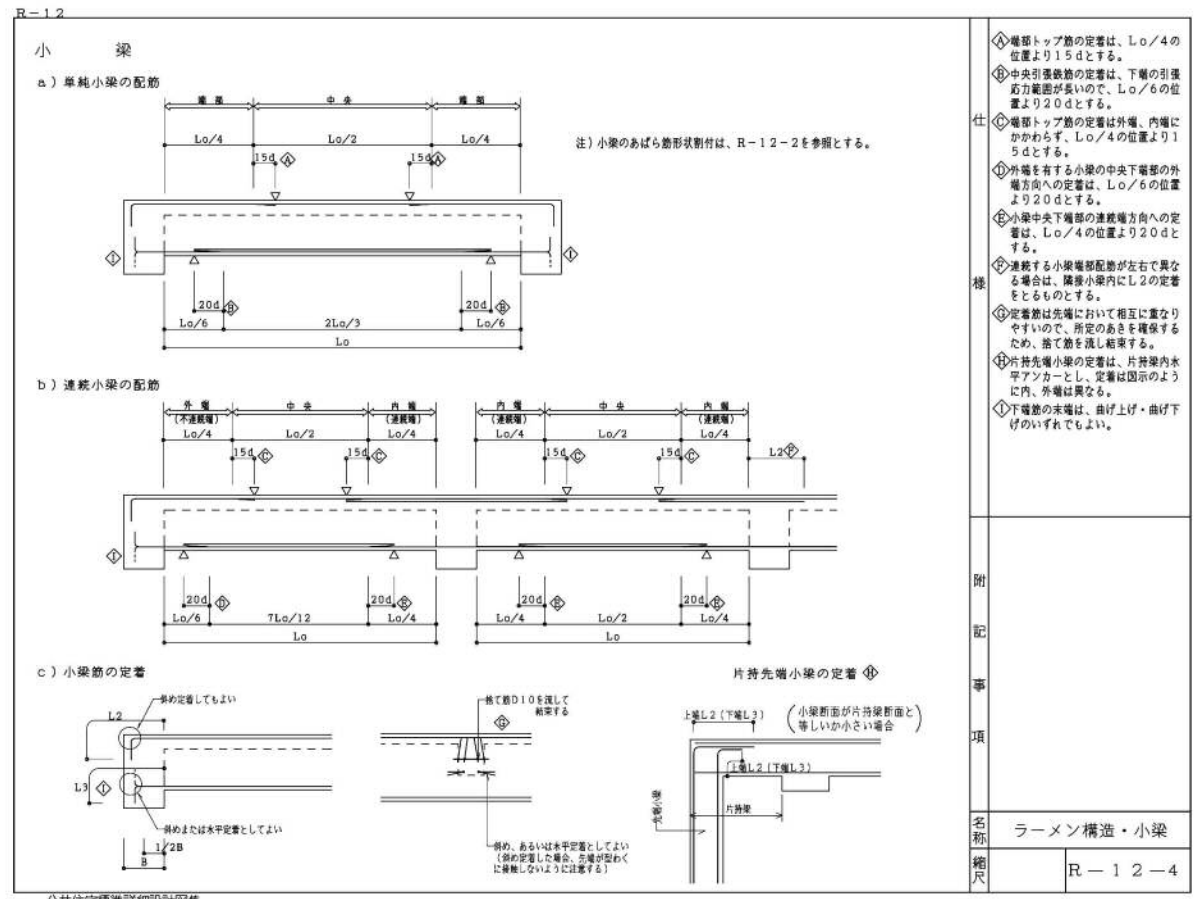 R-12
小 梁
a) 単純小梁の配筋
端部 中央 端部
Lo/4 Lo/2 Lo/4
注) 小梁のあばら筋形状割付は、R-12-2を参照とする。
15d A 15d A
I I
20d B 20d B
Lo/6 2Lo/3 Lo/6
Lo
b) 連続小梁の配筋
外端 中央 内端 内端 中央 内端
(不連続端) (連続端) (連続端) (連続端)
Lo/4 Lo/2 Lo/4 Lo/4 Lo/2 Lo/4
15d C 15d C 15d C 15d C L2 F
I
20d D 20d E 20d E 20d E
Lo/6 7Lo/12 Lo/4 Lo/4 Lo/2 Lo/4
Lo Lo
c) 小梁筋の定着
斜め定着してもよい
L2
L3 I
斜めまたは水平定着としてよい
1/2B
B
捨て筋D10を流して
結束する
G
斜め、あるいは水平定着としてよい
(斜め定着した場合、先端が型わく
に接触しないように注意する)
片持先端小梁の定着 H
上端L2(下端L3)
(小梁断面が片持梁断面と
等しいか小さい場合)
上端L2(下端L3)
片持梁
先端小梁
仕様
A 端部トップ筋の定着は、Lo/4の
位置より15dとする。
B 中央引張鉄筋の定着は、下端の引張
応力範囲が長いので、Lo/6の位
置より20dとする。
C 端部トップ筋の定着は外端、内端に
かかわらず、Lo/4の位置より1
5dとする。
D 外端を有する小梁の中央下端部の外
端方向への定着は、Lo/6の位置
より20dとする。
E 小梁中央下端部の連続端方向への定
着は、Lo/4の位置より20dと
する。
F 連続する小梁端部配筋が左右で異な
る場合は、隣接小梁内にL2の定着
をとるものとする。
G 定着筋は先端において相互に重なり
やすいので、所定のあきを確保する
ため、捨て筋を流し結束する。
H 片持先端小梁の定着は、片持梁内水
平アンカーとし、定着は図示のよう
に内、外端は異なる。
I 下端筋の末端は、曲げ上げ・曲げ下
げのいずれでもよい。
附記事項
名称 ラーメン構造・小梁
縮尺 R-12-4